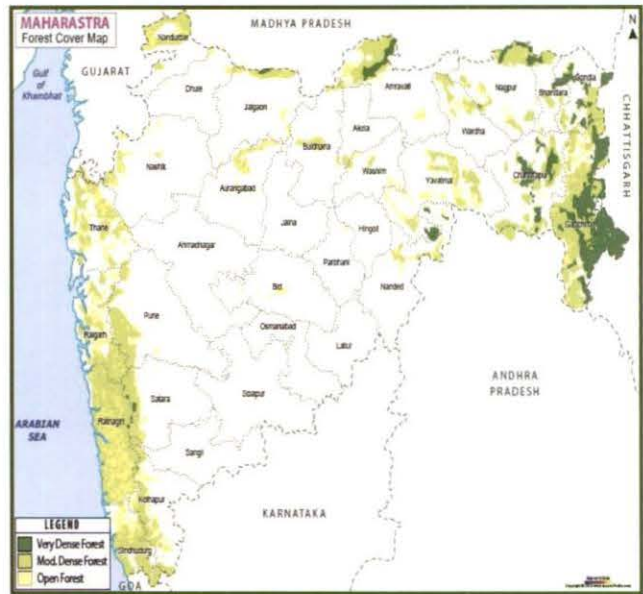 MAHARASTRA
Forest Cover Map
MADHYA PRADESH
N
GUJARAT
Gulf
of
Khambhat
CHHATTISGARH
Nandurbar
Dhule
Jalgaon
Amravati
Nagpur
Bhandara
Gondia
Akola
Wardha
Buldhana
Nashik
Washim
Yavatmal
Chandrapur
Aurangabad
Gadchiroli
Thane
Jalna
Hingoli
Ahmadnagar
Parbhani
Bid
Nanded
Pune
Raigarh
Osmanabad
Latur
ANDHRA
PRADESH
Satara
Solapur
ARABIAN
SEA
Ratnagiri
Sangli
Kolhapur
KARNATAKA
LEGEND
Very Dense Forest
Mod. Dense Forest
Open Forest
Sindhudurg
GOA